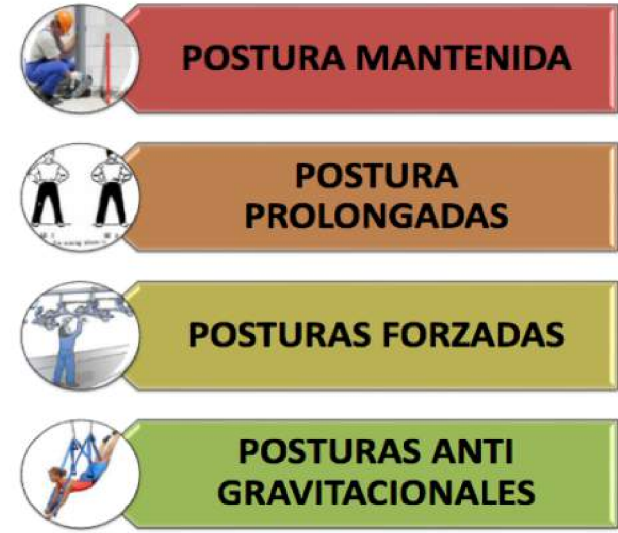 POSTURA MANTENIDA
POSTURA
PROLONGADAS
POSTURAS FORZADAS
POSTURAS ANTI
GRAVITACIONALES